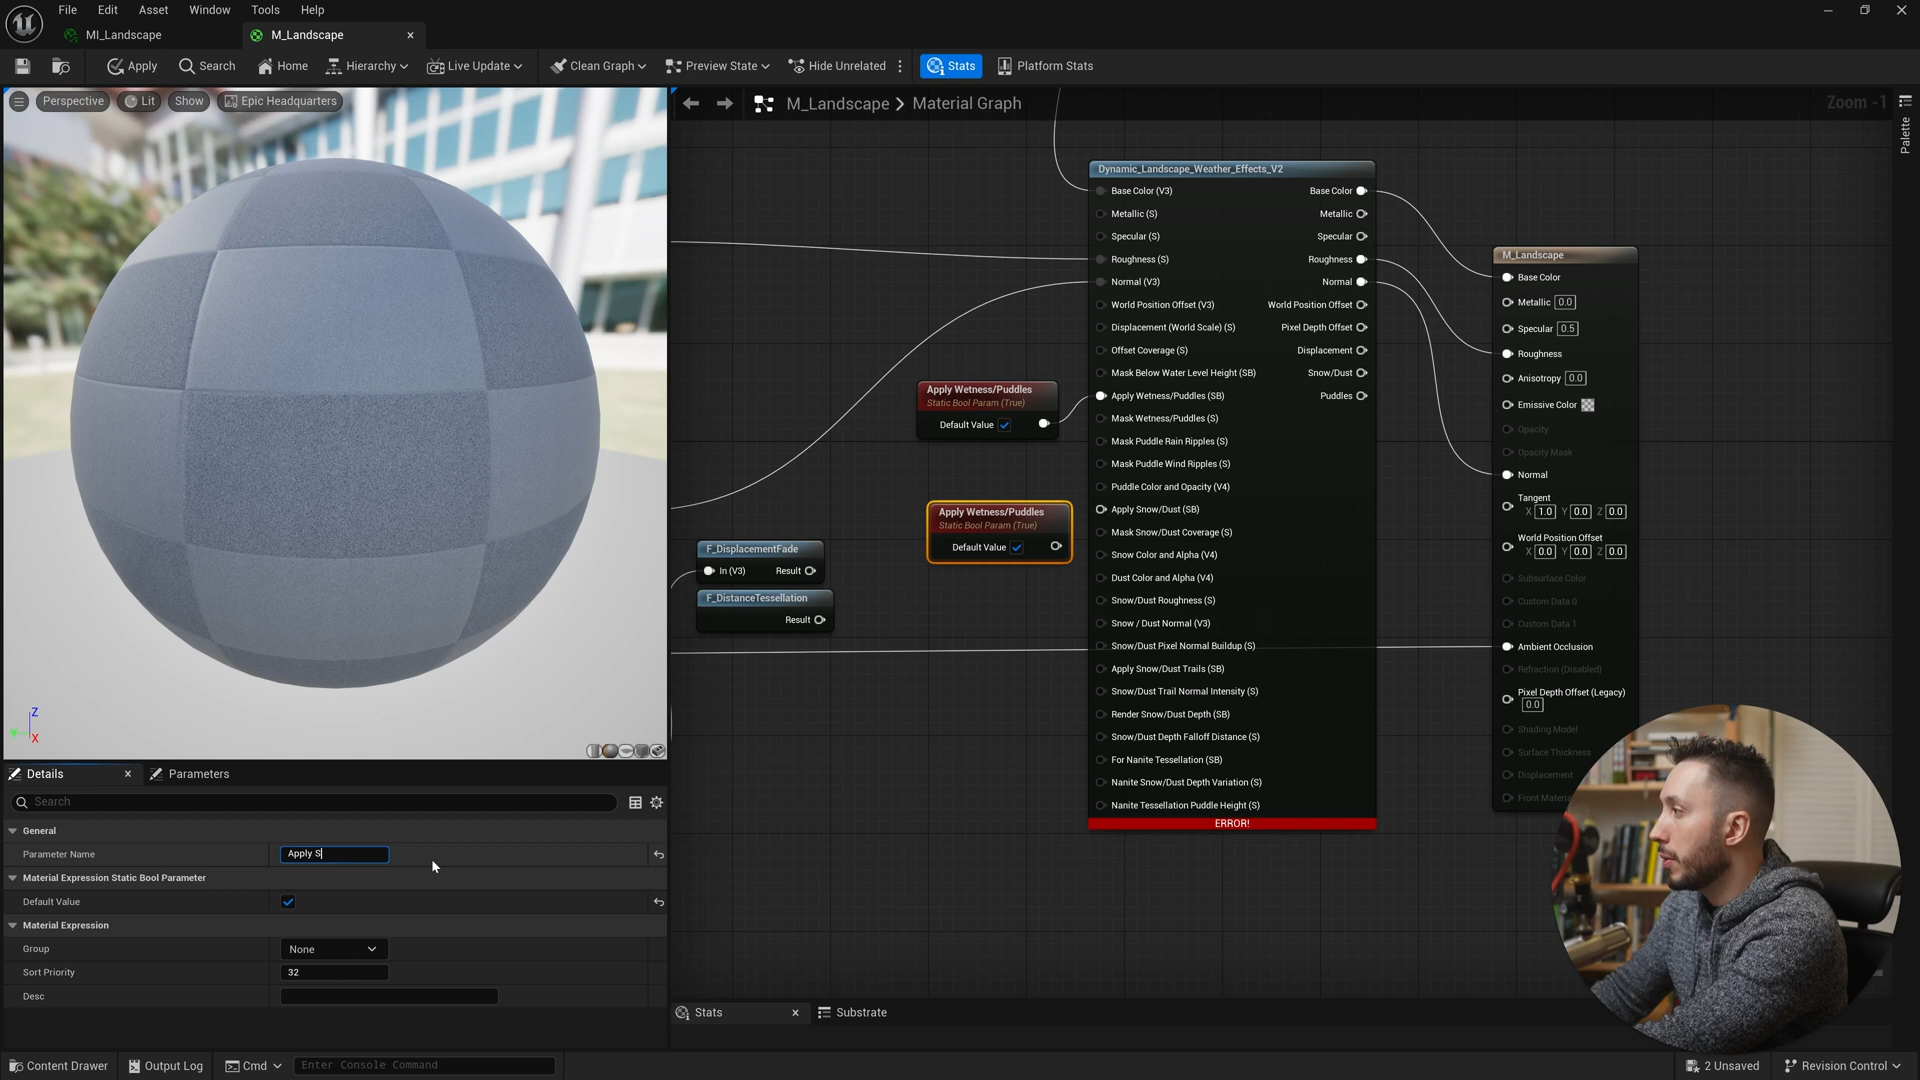 File Edit Asset Window Tools Help
MI_Landscape
M_Landscape
Apply
Search
Home
Hierarchy
Live Update
Clean Graph
Preview State
Hide Unrelated
Stats
Platform Stats
Perspective
Lit
Show
Epic Headquarters
M_Landscape > Material Graph
Zoom -1
Palette
Dynamic_Landscape_Weather_Effects_V2
Base Color (V3)
Metallic (S)
Specular (S)
Roughness (S)
Normal (V3)
World Position Offset (V3)
Displacement (World Scale) (S)
Offset Coverage (S)
Mask Below Water Level Height (SB)
Apply Wetness/Puddles (SB)
Mask Wetness/Puddles (S)
Mask Puddle Rain Ripples (S)
Mask Puddle Wind Ripples (S)
Puddle Color and Opacity (V4)
Apply Snow/Dust (SB)
Mask Snow/Dust Coverage (S)
Snow Color and Alpha (V4)
Dust Color and Alpha (V4)
Snow/Dust Roughness (S)
Snow / Dust Normal (V3)
Snow/Dust Pixel Normal Buildup (S)
Apply Snow/Dust Trails (SB)
Snow/Dust Trail Normal Intensity (S)
Render Snow/Dust Depth (SB)
Snow/Dust Depth Falloff Distance (S)
For Nanite Tessellation (SB)
Nanite Snow/Dust Depth Variation (S)
Nanite Tessellation Puddle Height (S)
Base Color
Metallic
Specular
Roughness
Normal
World Position Offset
Pixel Depth Offset
Displacement
Snow/Dust
Puddles
ERROR!
Apply Wetness/Puddles
Static Bool Param (True)
Default Value
Apply Wetness/Puddles
Static Bool Param (True)
Default Value
F_DisplacementFade
In (V3) Result
F_DistanceTessellation
Result
M_Landscape
Base Color
Metallic 0.0
Specular 0.5
Roughness
Anisotropy 0.0
Emissive Color
Opacity
Opacity Mask
Normal
Tangent
X 1.0 Y 0.0 Z 0.0
World Position Offset
X 0.0 Y 0.0 Z 0.0
Subsurface Color
Custom Data 0
Custom Data 1
Ambient Occlusion
Refraction (Disabled)
Pixel Depth Offset (Legacy)
0.0
Shading Model
Surface Thickness
Displacement
Z
X
Details
Parameters
Search
General
Parameter Name Apply S
Material Expression Static Bool Parameter
Default Value
Material Expression
Group None
Sort Priority 32
Desc
Stats
Substrate
Content Drawer
Output Log
Cmd
Enter Console Command
2 Unsaved
Revision Control